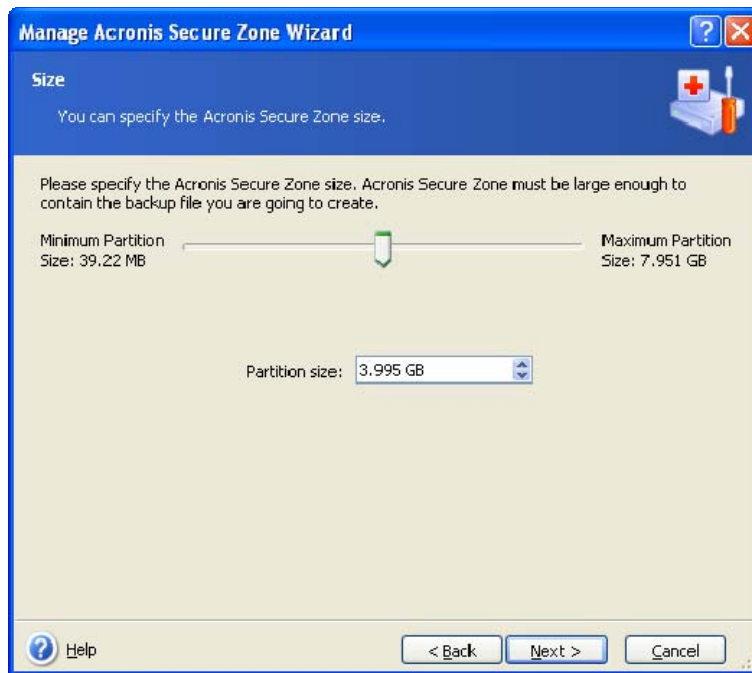 Manage Acronis Secure Zone Wizard
Size
You can specify the Acronis Secure Zone size.
Please specify the Acronis Secure Zone size. Acronis Secure Zone must be large enough to
contain the backup file you are going to create.
Minimum Partition
Size: 39.22 MB
Maximum Partition
Size: 7.951 GB
Partition size: 3.995 GB
Help
< Back
Next >
Cancel